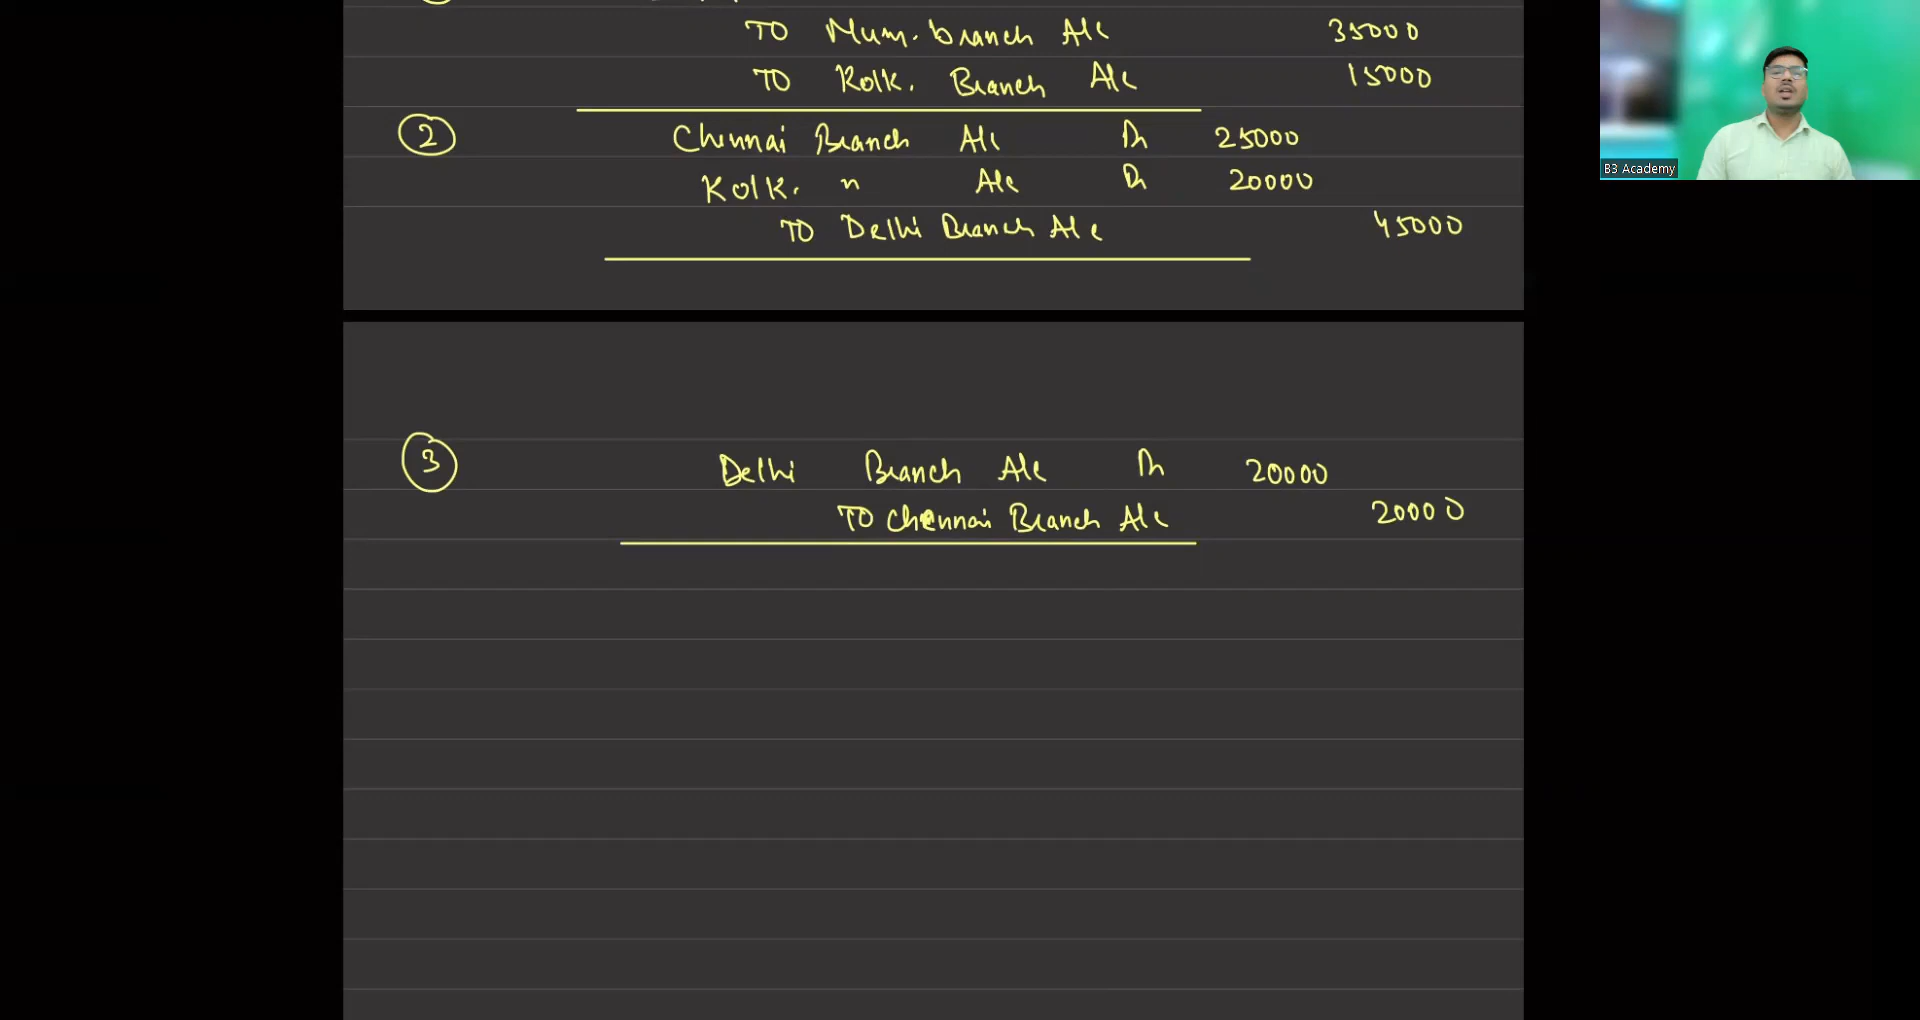 TO Mum. branch A/c 35000
TO Kolk. Branch A/c 15000
2 Chennai Branch A/c Dr 25000
Kolk. " A/c Dr 20000
TO Delhi Branch A/c 45000
3 Delhi Branch A/c Dr 20000
TO Chennai Branch A/c 20000
B3 Academy